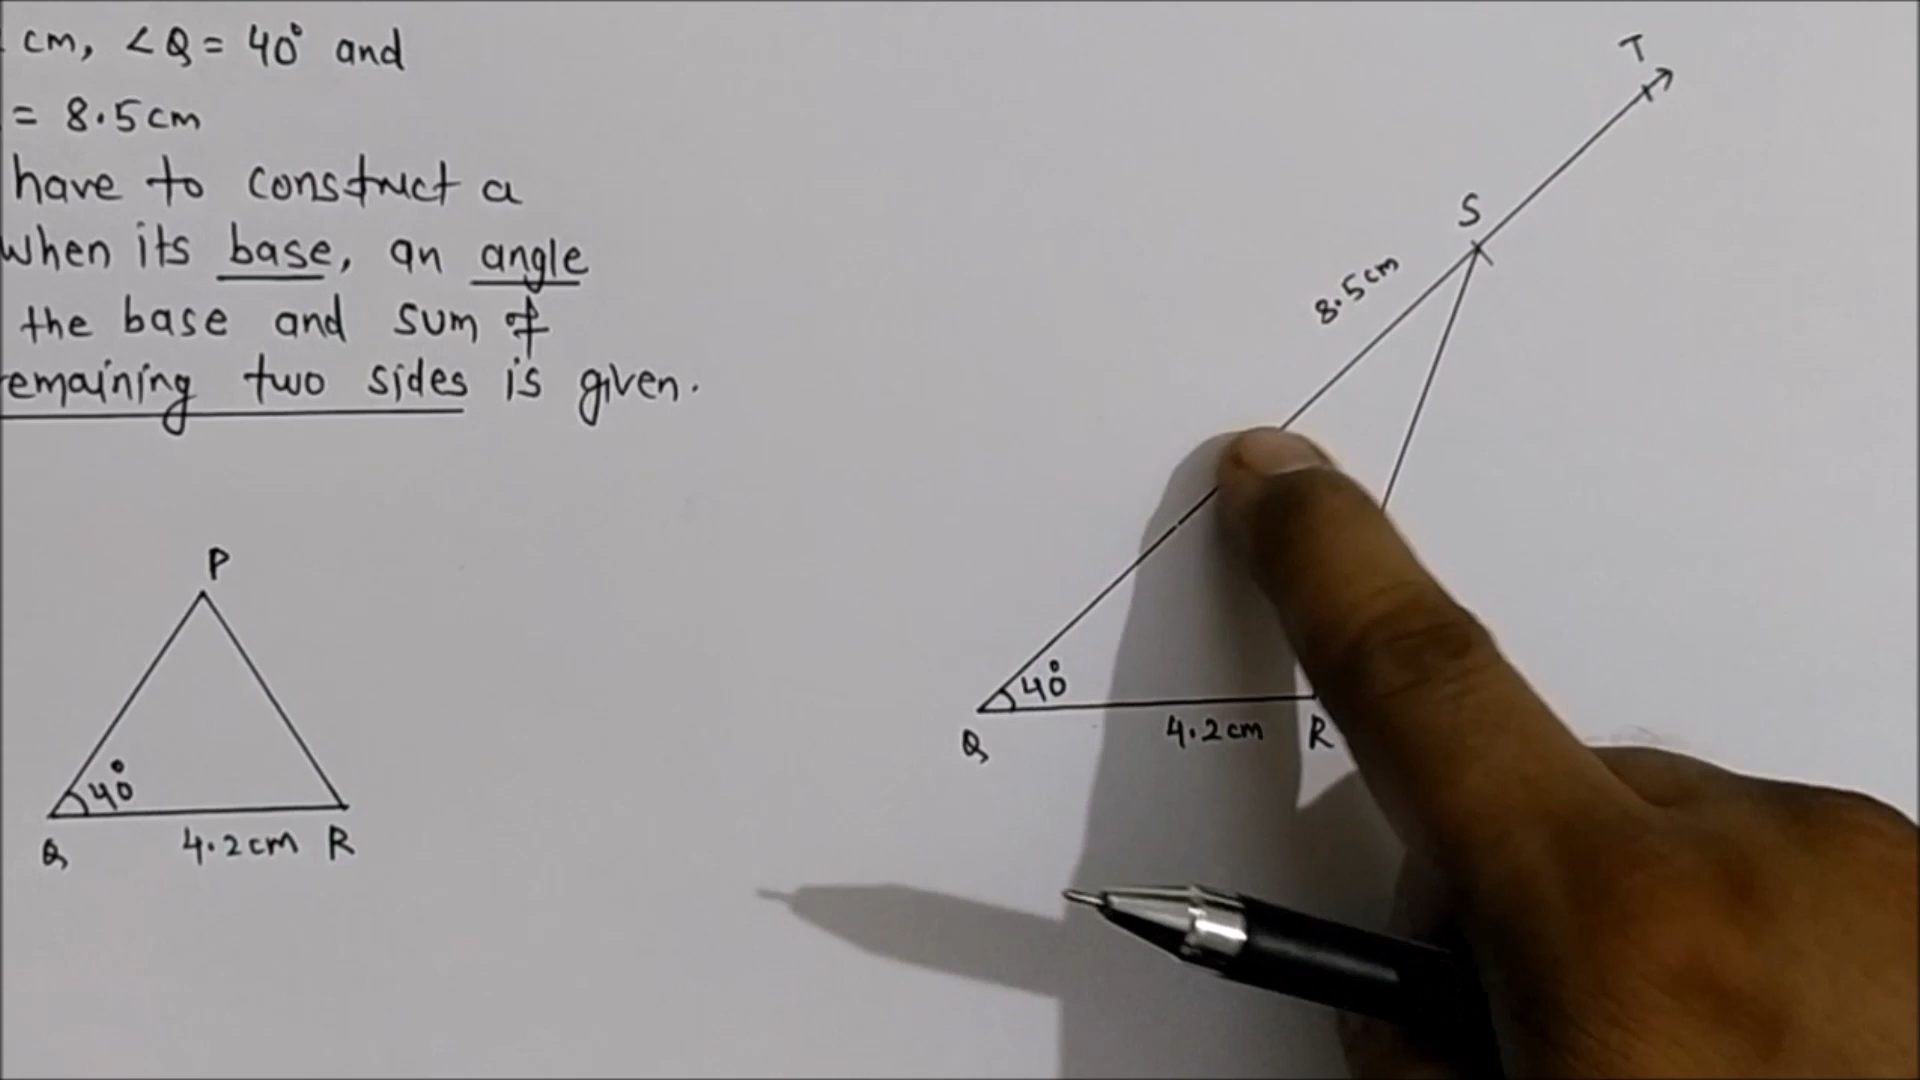 cm, ∠Q = 40° and
= 8.5cm
have to construct a
when its base, an angle
the base and sum of
emaining two sides is given.
P
40°
Q 4.2cm R
T
S
8.5cm
40°
4.2cm
Q R